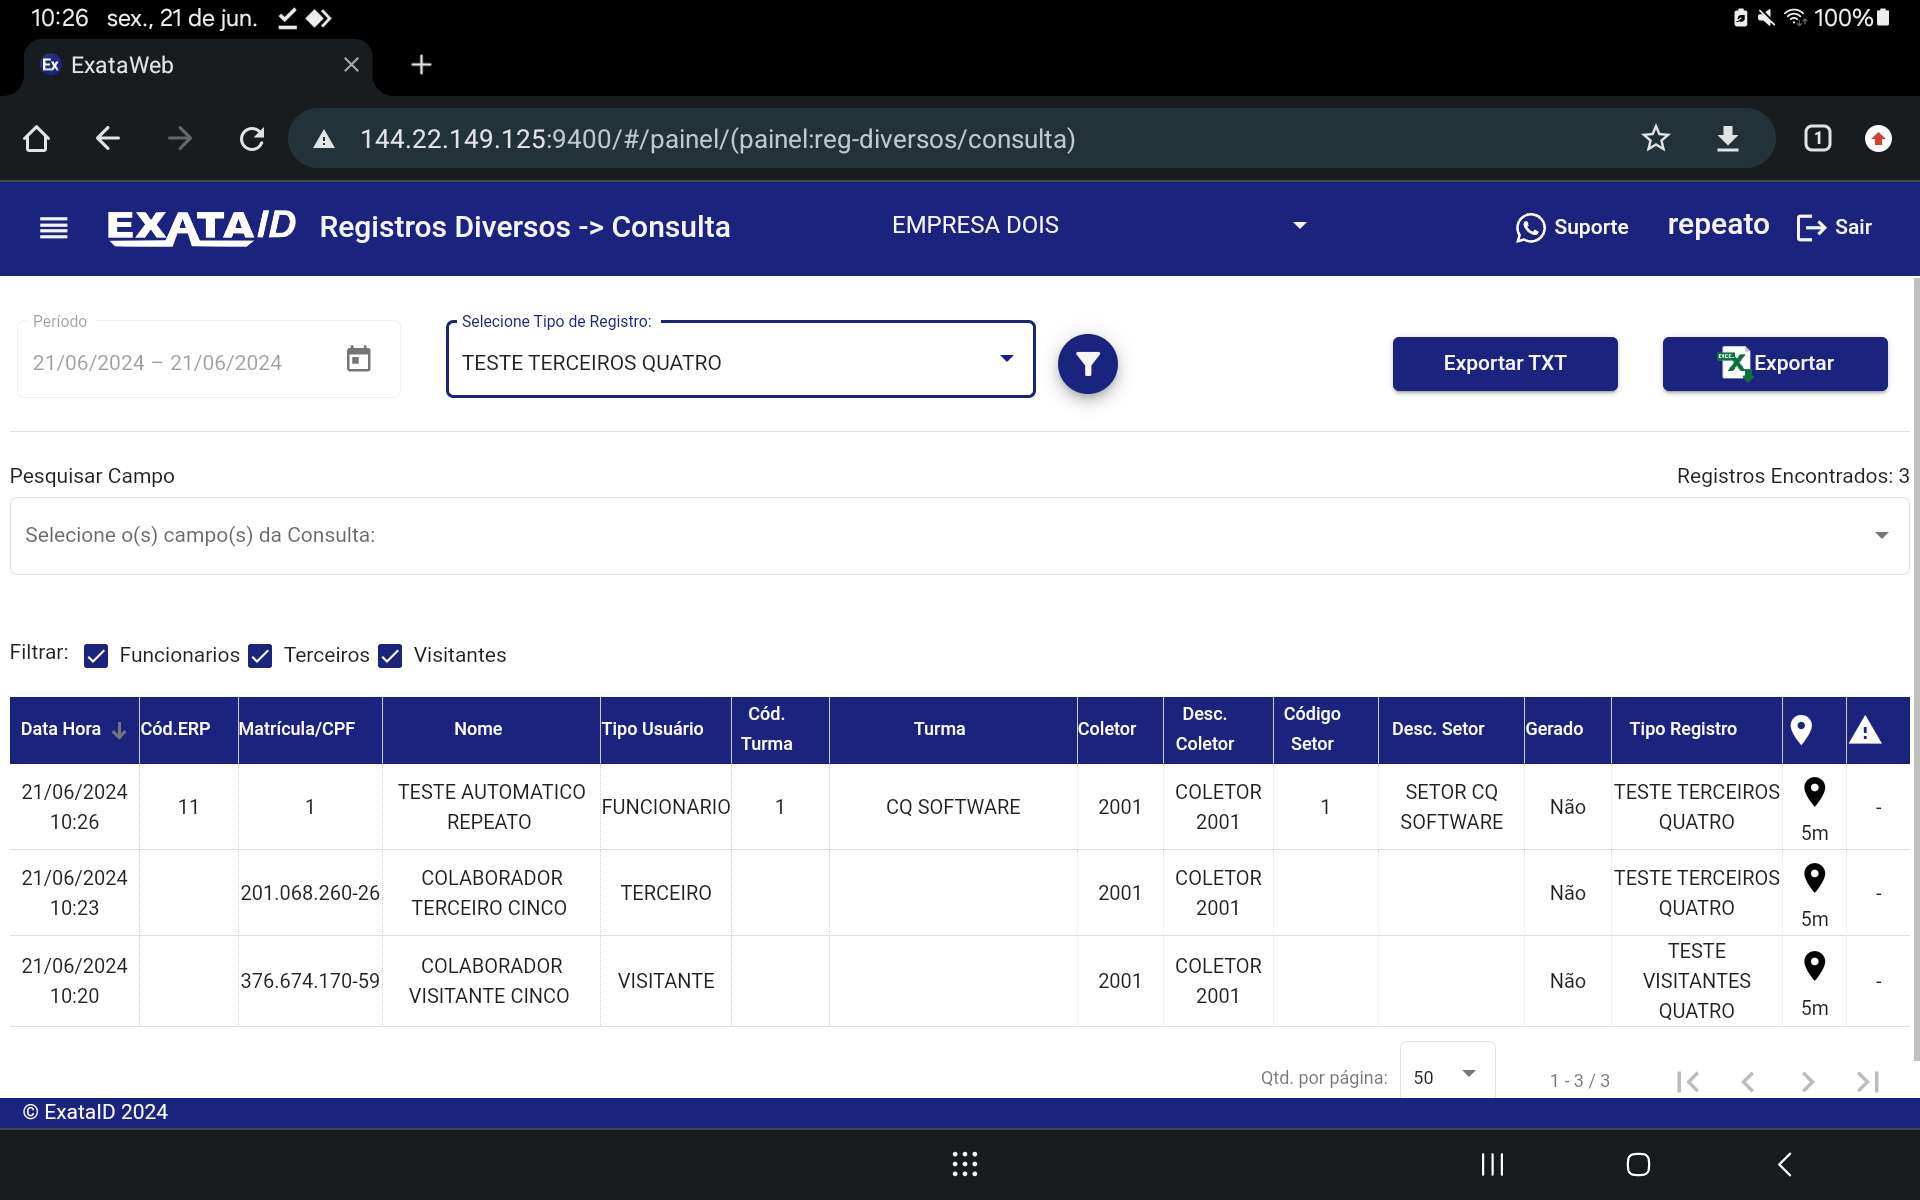 10:26 sex., 21 de jun. 100%
Ex ExataWeb
144.22.149.125:9400/#/painel/(painel:reg-diversos/consulta) 1
EXATAID Registros Diversos -> Consulta EMPRESA DOIS Suporte repeato Sair
Período Selecione Tipo de Registro:
21/06/2024 – 21/06/2024 TESTE TERCEIROS QUATRO Exportar TXT Exportar
Pesquisar Campo Registros Encontrados: 3
Selecione o(s) campo(s) da Consulta:
Filtrar: Funcionarios Terceiros Visitantes
Data Hora Cód.ERP Matrícula/CPF Nome Tipo Usuário Cód. Turma Turma Coletor Desc. Coletor Código Setor Desc. Setor Gerado Tipo Registro
21/06/2024 10:26 11 1 TESTE AUTOMATICO REPEATO FUNCIONARIO 1 CQ SOFTWARE 2001 COLETOR 2001 1 SETOR CQ SOFTWARE Não TESTE TERCEIROS QUATRO 5m -
21/06/2024 10:23 201.068.260-26 COLABORADOR TERCEIRO CINCO TERCEIRO 2001 COLETOR 2001 Não TESTE TERCEIROS QUATRO 5m -
21/06/2024 10:20 376.674.170-59 COLABORADOR VISITANTE CINCO VISITANTE 2001 COLETOR 2001 Não TESTE VISITANTES QUATRO 5m -
Qtd. por página: 50 1 - 3 / 3
© ExataID 2024